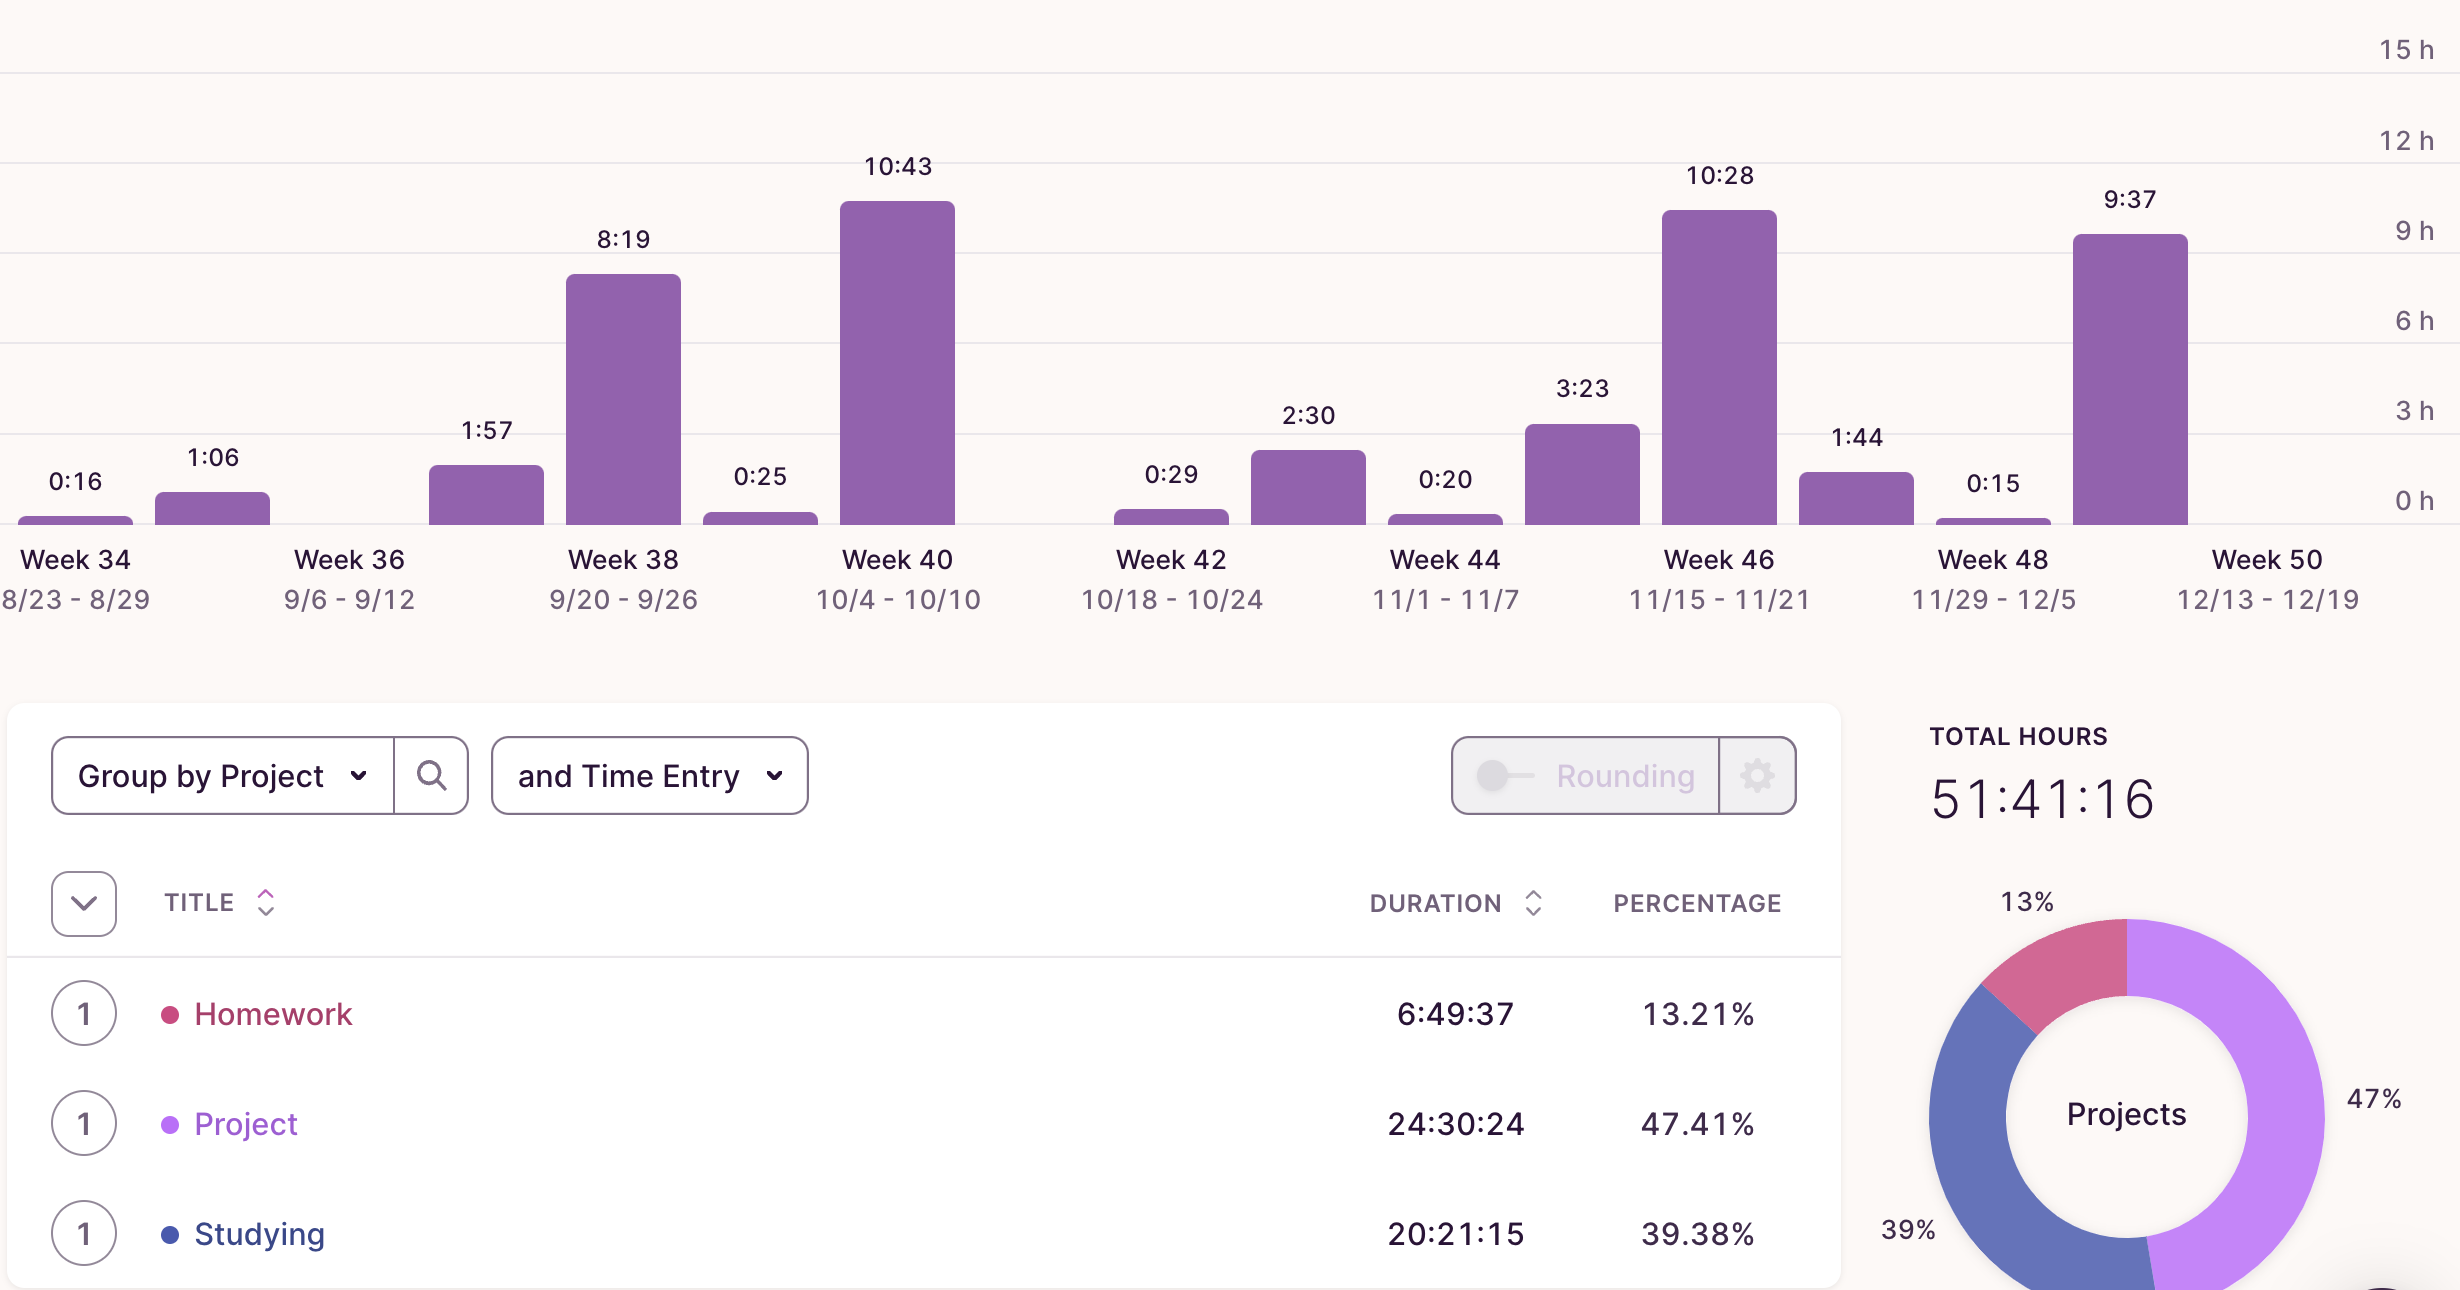 15 h
12 h
9 h
6 h
3 h
0 h
0:16
1:06
1:57
8:19
0:25
10:43
0:29
2:30
0:20
3:23
10:28
1:44
0:15
9:37
Week 34
8/23 - 8/29
Week 36
9/6 - 9/12
Week 38
9/20 - 9/26
Week 40
10/4 - 10/10
Week 42
10/18 - 10/24
Week 44
11/1 - 11/7
Week 46
11/15 - 11/21
Week 48
11/29 - 12/5
Week 50
12/13 - 12/19
Group by Project
and Time Entry
Rounding
TITLE DURATION PERCENTAGE
1 Homework 6:49:37 13.21%
1 Project 24:30:24 47.41%
1 Studying 20:21:15 39.38%
TOTAL HOURS
51:41:16
13%
47%
Projects
39%